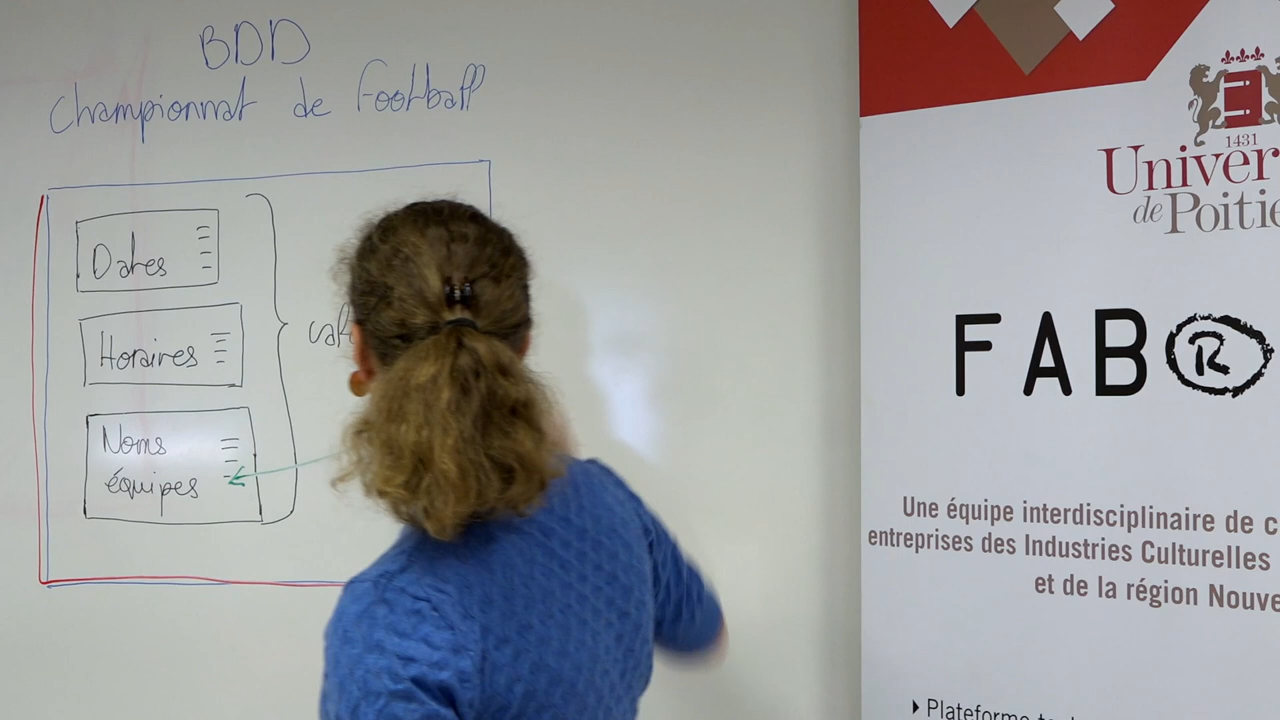 BDD
Championnat de Football
Dates
Horaires
Noms
équipes
1431
Univer
de Poitie
FAB R
Une équipe interdisciplinaire de c
entreprises des Industries Culturelles
et de la région Nouve
Plateforme